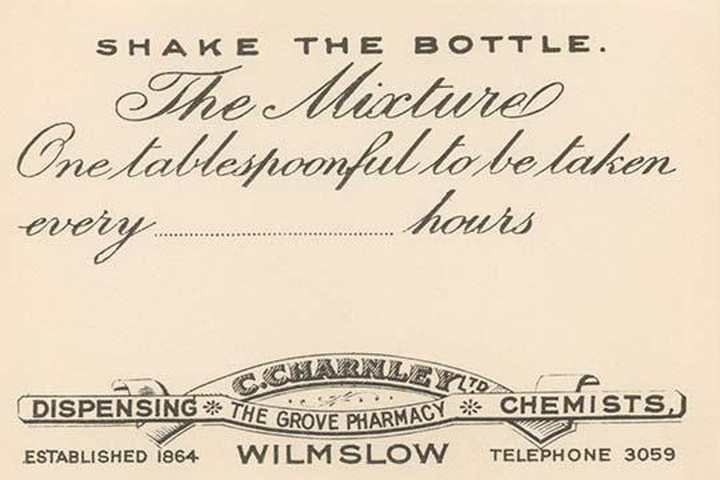 SHAKE THE BOTTLE.
The Mixture
One tablespoonful to be taken
every.................................... hours
C. CHARNLEY LTD
DISPENSING * THE GROVE PHARMACY * CHEMISTS,
ESTABLISHED 1864 WILMSLOW TELEPHONE 3059